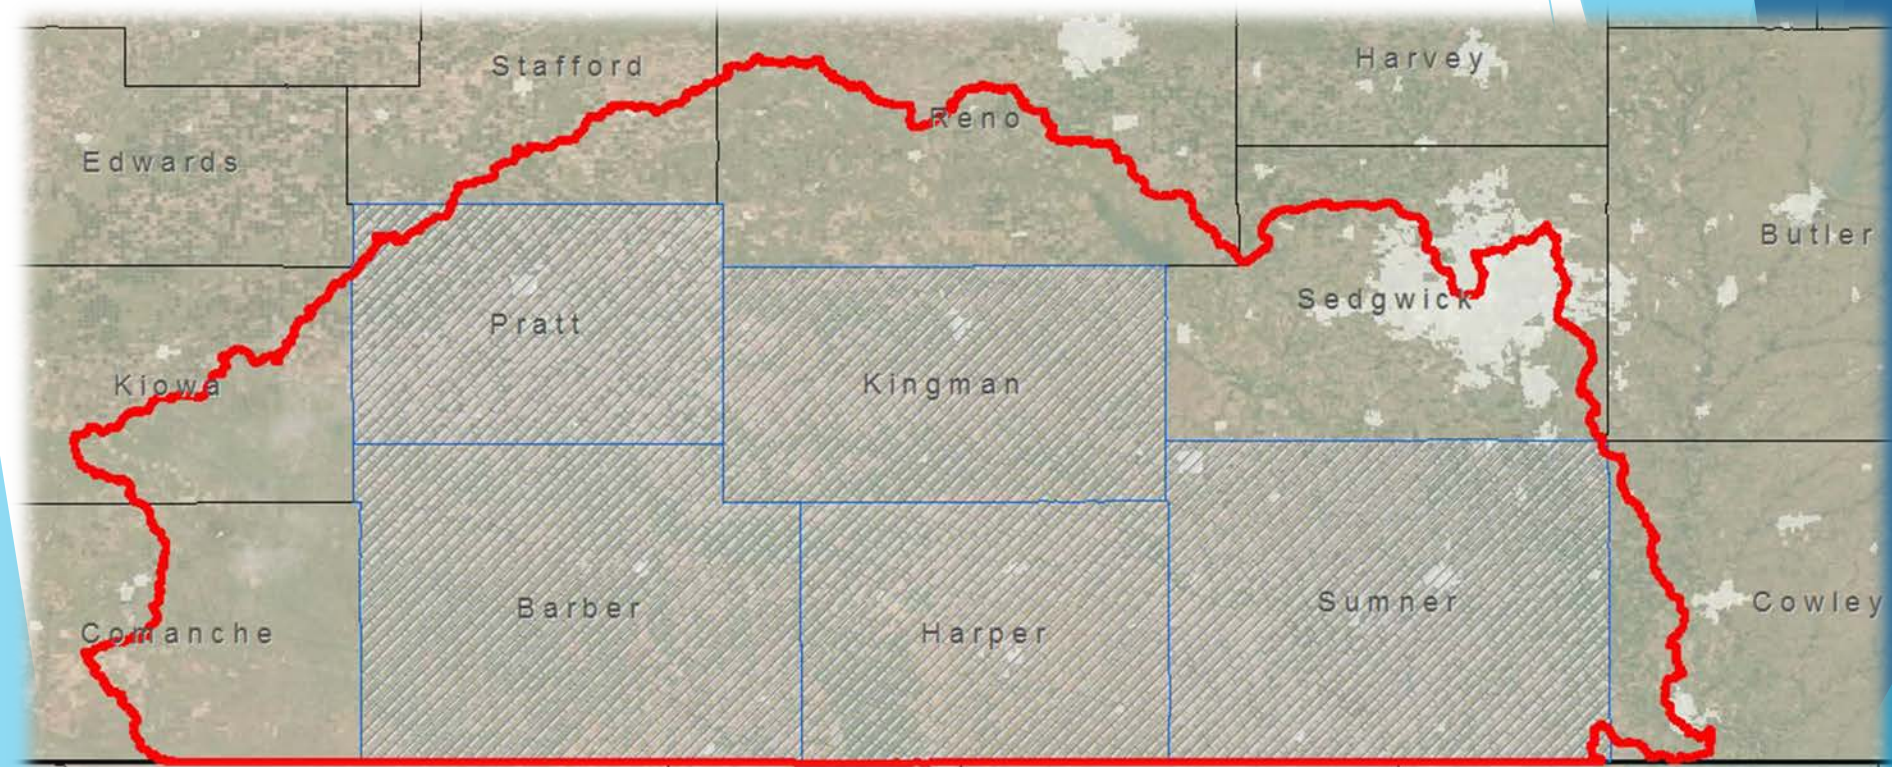 Stafford
Harvey
Reno
Edwards
Butler
Sedgwick
Pratt
Kiowa
Kingman
Barber
Sumner
Cowley
Comanche
Harper